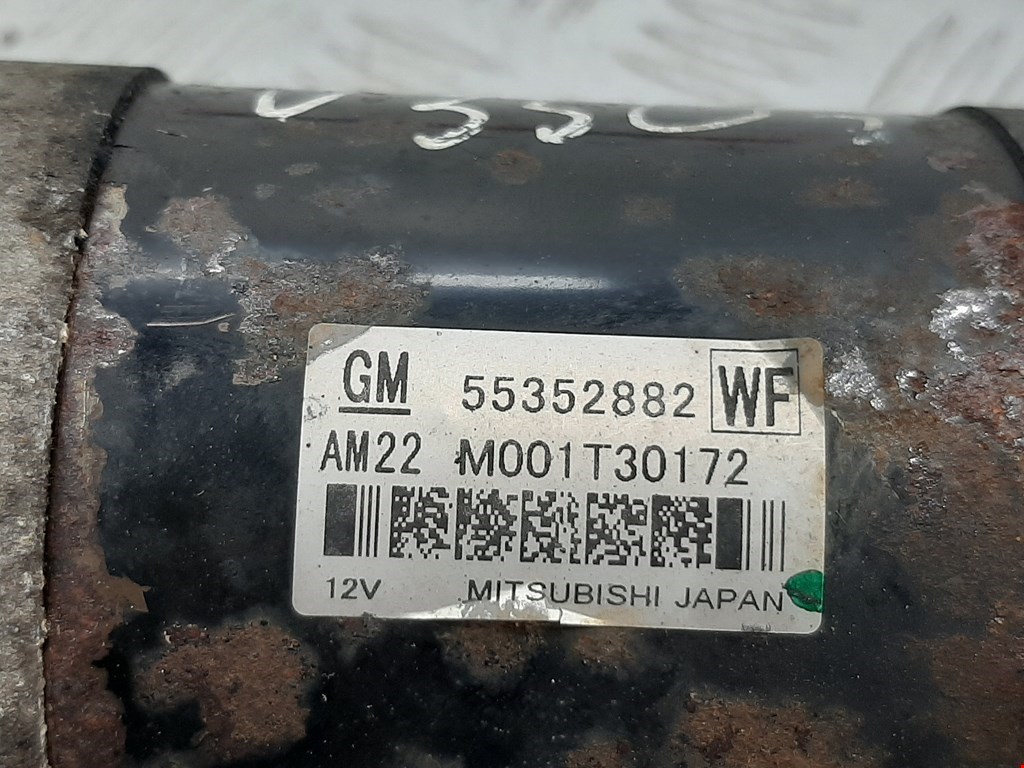 GM 55352882 WF
AM22 M001T30172
12V MITSUBISHI JAPAN